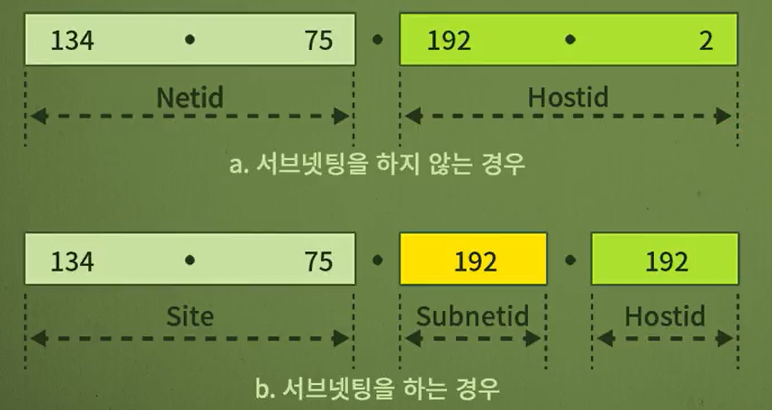 134 • 75 • 192 • 2
Netid Hostid
a. 서브넷팅을 하지 않는 경우
134 • 75 • 192 • 192
Site Subnetid Hostid
b. 서브넷팅을 하는 경우